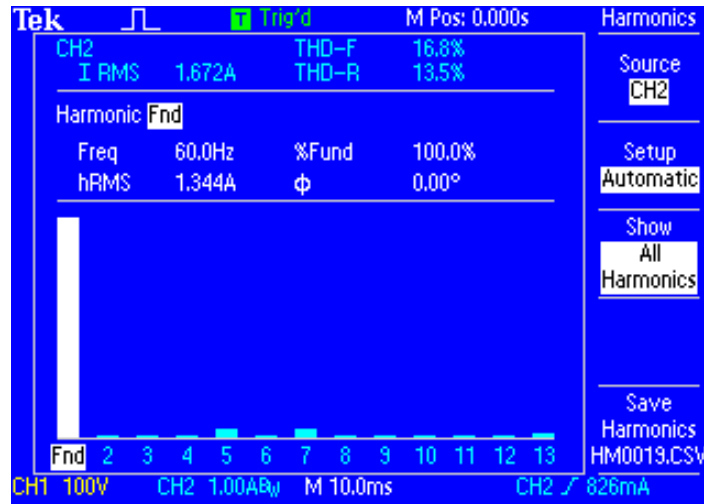 Tek T Trig'd M Pos: 0.000s Harmonics
CH2 THD-F 16.8%
I RMS 1.672A THD-R 13.5%
Source
CH2
Harmonic Fnd
Freq 60.0Hz %Fund 100.0%
hRMS 1.344A ϕ 0.00°
Setup
Automatic
Show
All
Harmonics
Save
Harmonics
HM0019.CSV
Fnd 2 3 4 5 6 7 8 9 10 11 12 13
CH1 100V CH2 1.00ABW M 10.0ms CH2 826mA